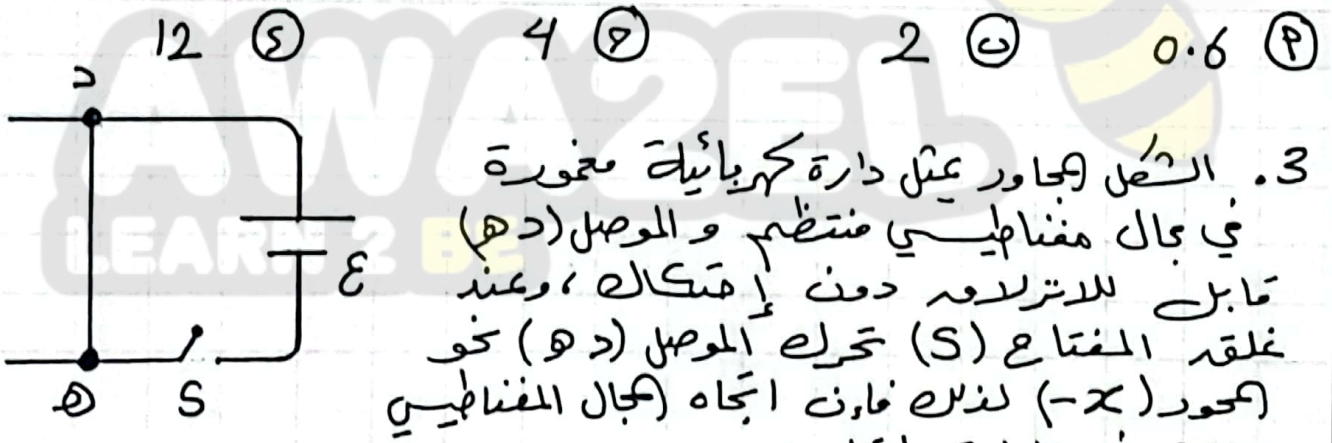 أ 0.6 ب 2 ج 4 د 12
3. الشكل المجاور يمثل دارة كهربائية مغمورة
في مجال مغناطيسي منتظم و الموصل (د هـ)
قابل للانزلاق دون إحتكاك ، وعند
غلق المفتاح (S) تحرك الموصل (د هـ) نحو
المحور (x-) لذلك فإن اتجاه المجال المغناطيسي
د
ε
هـ S
AWA2EL
LEARN 2 BE